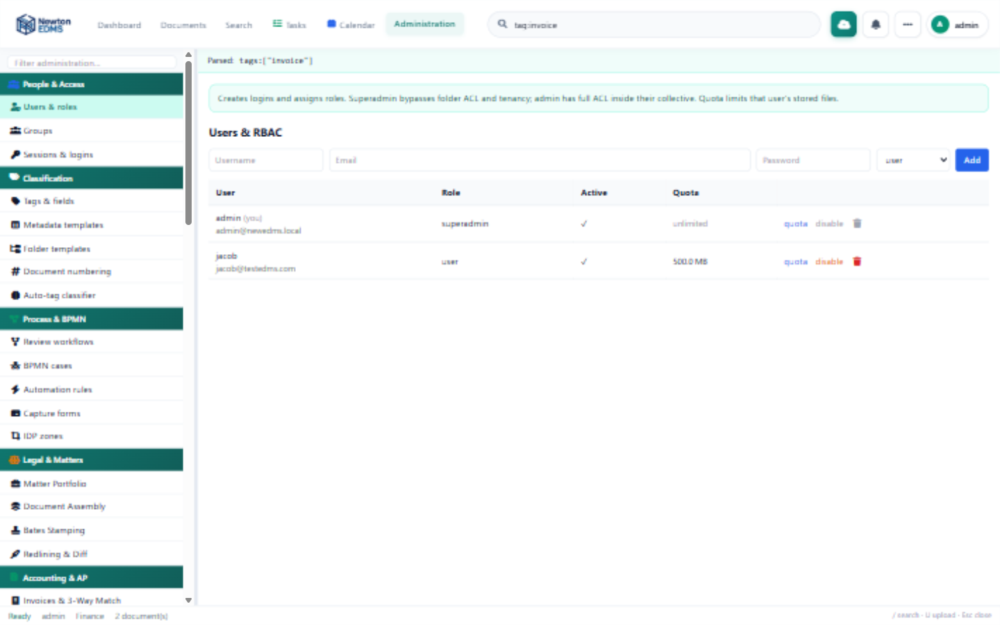 Newton EDMS
Dashboard Documents Search Tasks Calendar Administration
tag:invoice
A admin
Filter administration...
People & Access
Users & roles
Groups
Sessions & logins
Classification
Tags & fields
Metadata templates
Folder templates
Document numbering
Auto-tag classifier
Process & BPMN
Review workflows
BPMN cases
Automation rules
Capture forms
IDP zones
Legal & Matters
Matter Portfolio
Document Assembly
Bates Stamping
Redlining & Diff
Accounting & AP
Invoices & 3-Way Match
Parsed: tags:["invoice"]
Creates logins and assigns roles. Superadmin bypasses folder ACL and tenancy; admin has full ACL inside their collective. Quota limits that user's stored files.
Users & RBAC
Username Email Password user Add
User Role Active Quota
admin (you)
admin@newedms.local
superadmin ✓ unlimited quota disable
jacob
jacob@testedms.com
user ✓ 500.0 MB quota disable
Ready admin Finance 2 document(s)
/ search · U upload · Esc close